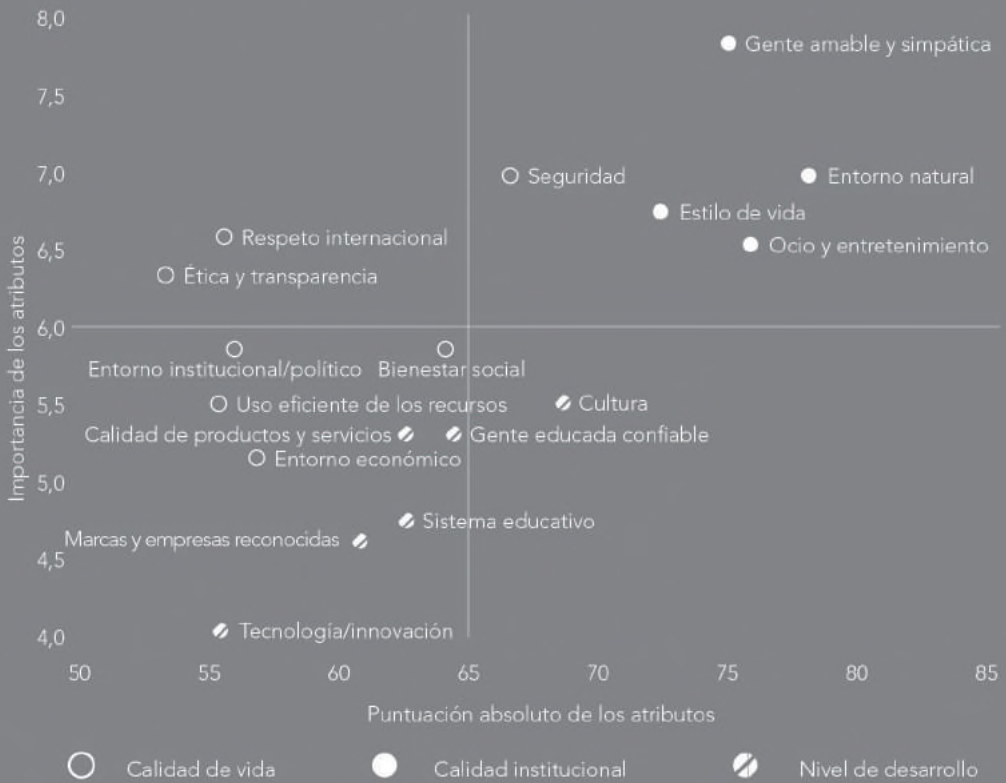 8,0
Gente amable y simpática
7,5
7,0
Seguridad
Entorno natural
Estilo de vida
Respeto internacional
6,5
Ocio y entretenimiento
Ética y transparencia
Importancia de los atributos
6,0
Entorno institucional/político
Bienestar social
5,5
Uso eficiente de los recursos
Cultura
Calidad de productos y servicios
Gente educada confiable
Entorno económico
5,0
Sistema educativo
Marcas y empresas reconocidas
4,5
Tecnología/innovación
4,0
50 55 60 65 70 75 80 85
Puntuación absoluto de los atributos
Calidad de vida
Calidad institucional
Nivel de desarrollo